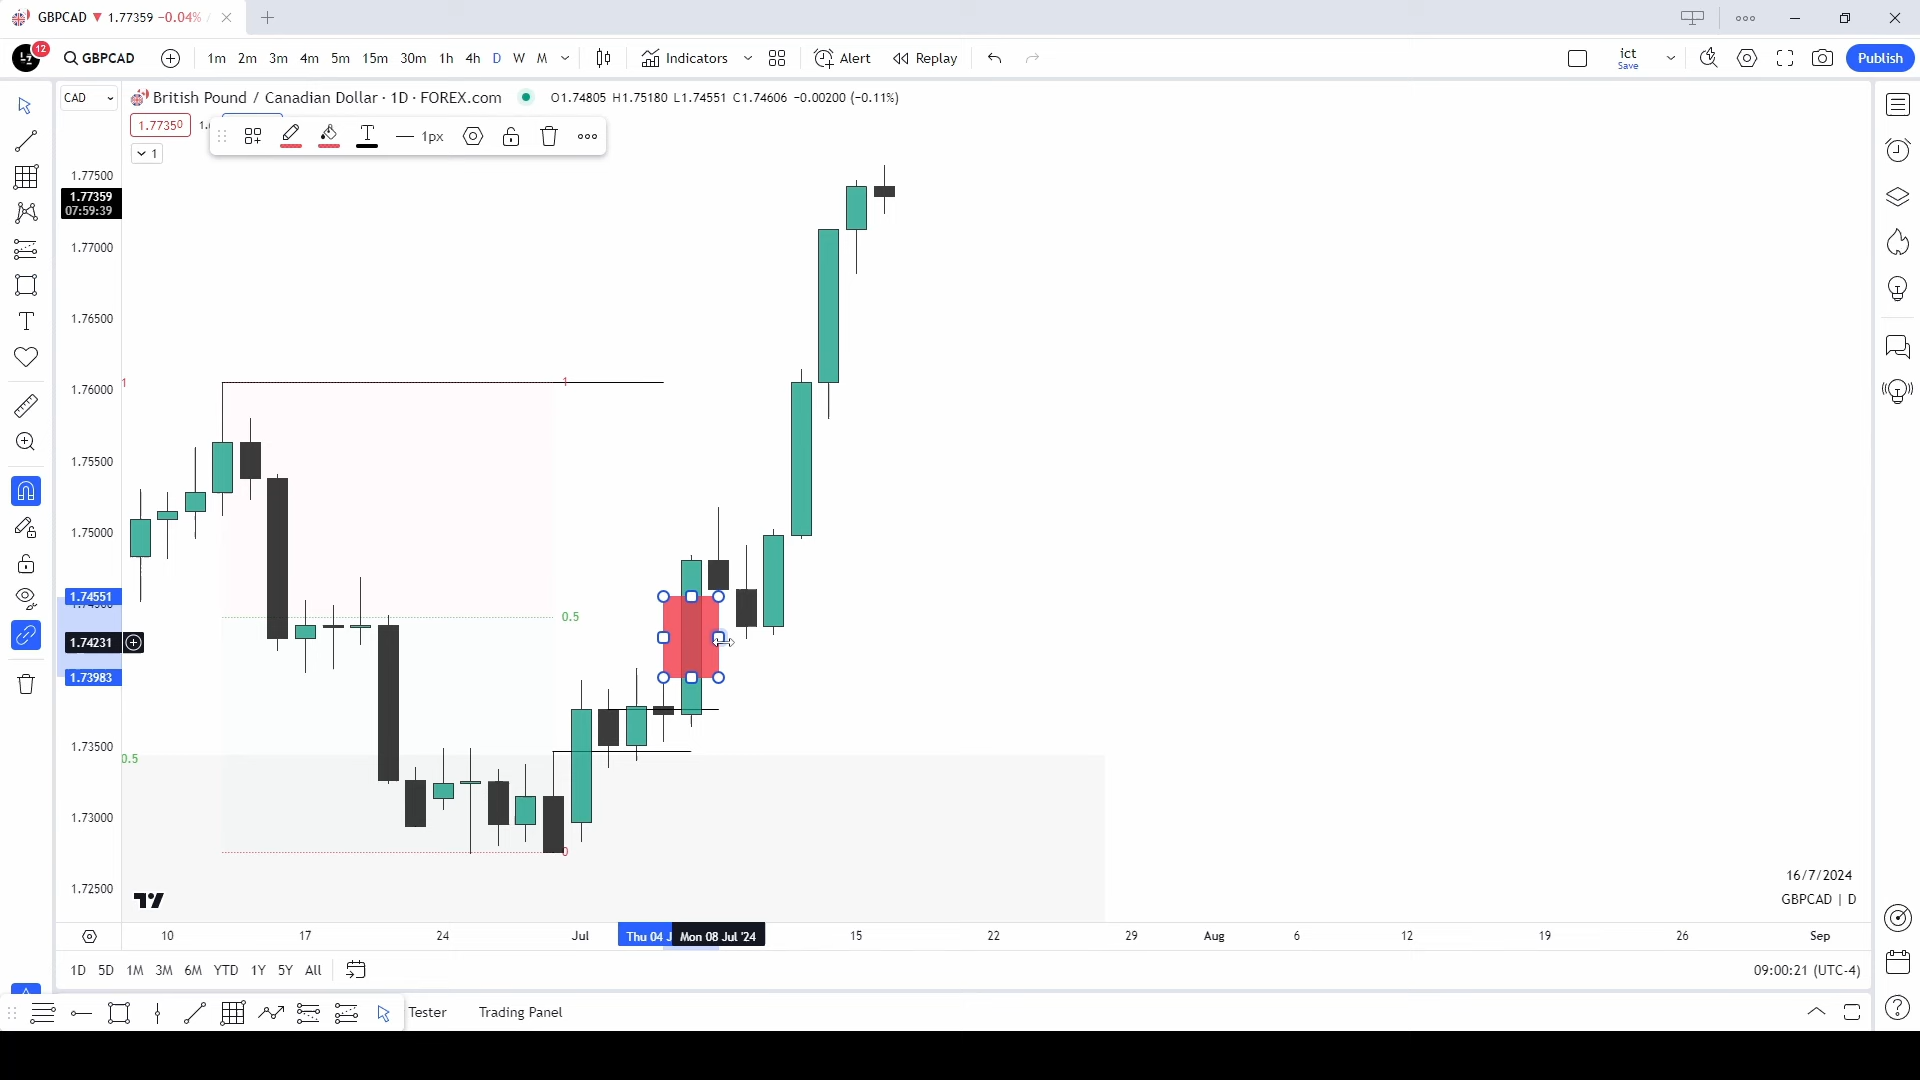 GBPCAD ▼ 1.77359 −0.04% /
12
GBPCAD 1m 2m 3m 4m 5m 15m 30m 1h 4h D W M Indicators Alert Replay ict
Save
Publish
CAD
British Pound / Canadian Dollar · 1D · FOREX.com O1.74805 H1.75180 L1.74551 C1.74606 −0.00200 (−0.11%)
1.77350
1px
1
1.77500
1.77359
07:59:39
1.77000
1.76500
1.76000
1 1
1.75500
1.75000
1.74551
0.5
1.74231
1.73983
1.73500
0.5
1.73000
0
1.72500
16/7/2024
GBPCAD | D
10 17 24 Jul Thu 04 J Mon 08 Jul '24 15 22 29 Aug 6 12 19 26 Sep
1D 5D 1M 3M 6M YTD 1Y 5Y All 09:00:21 (UTC-4)
Tester Trading Panel